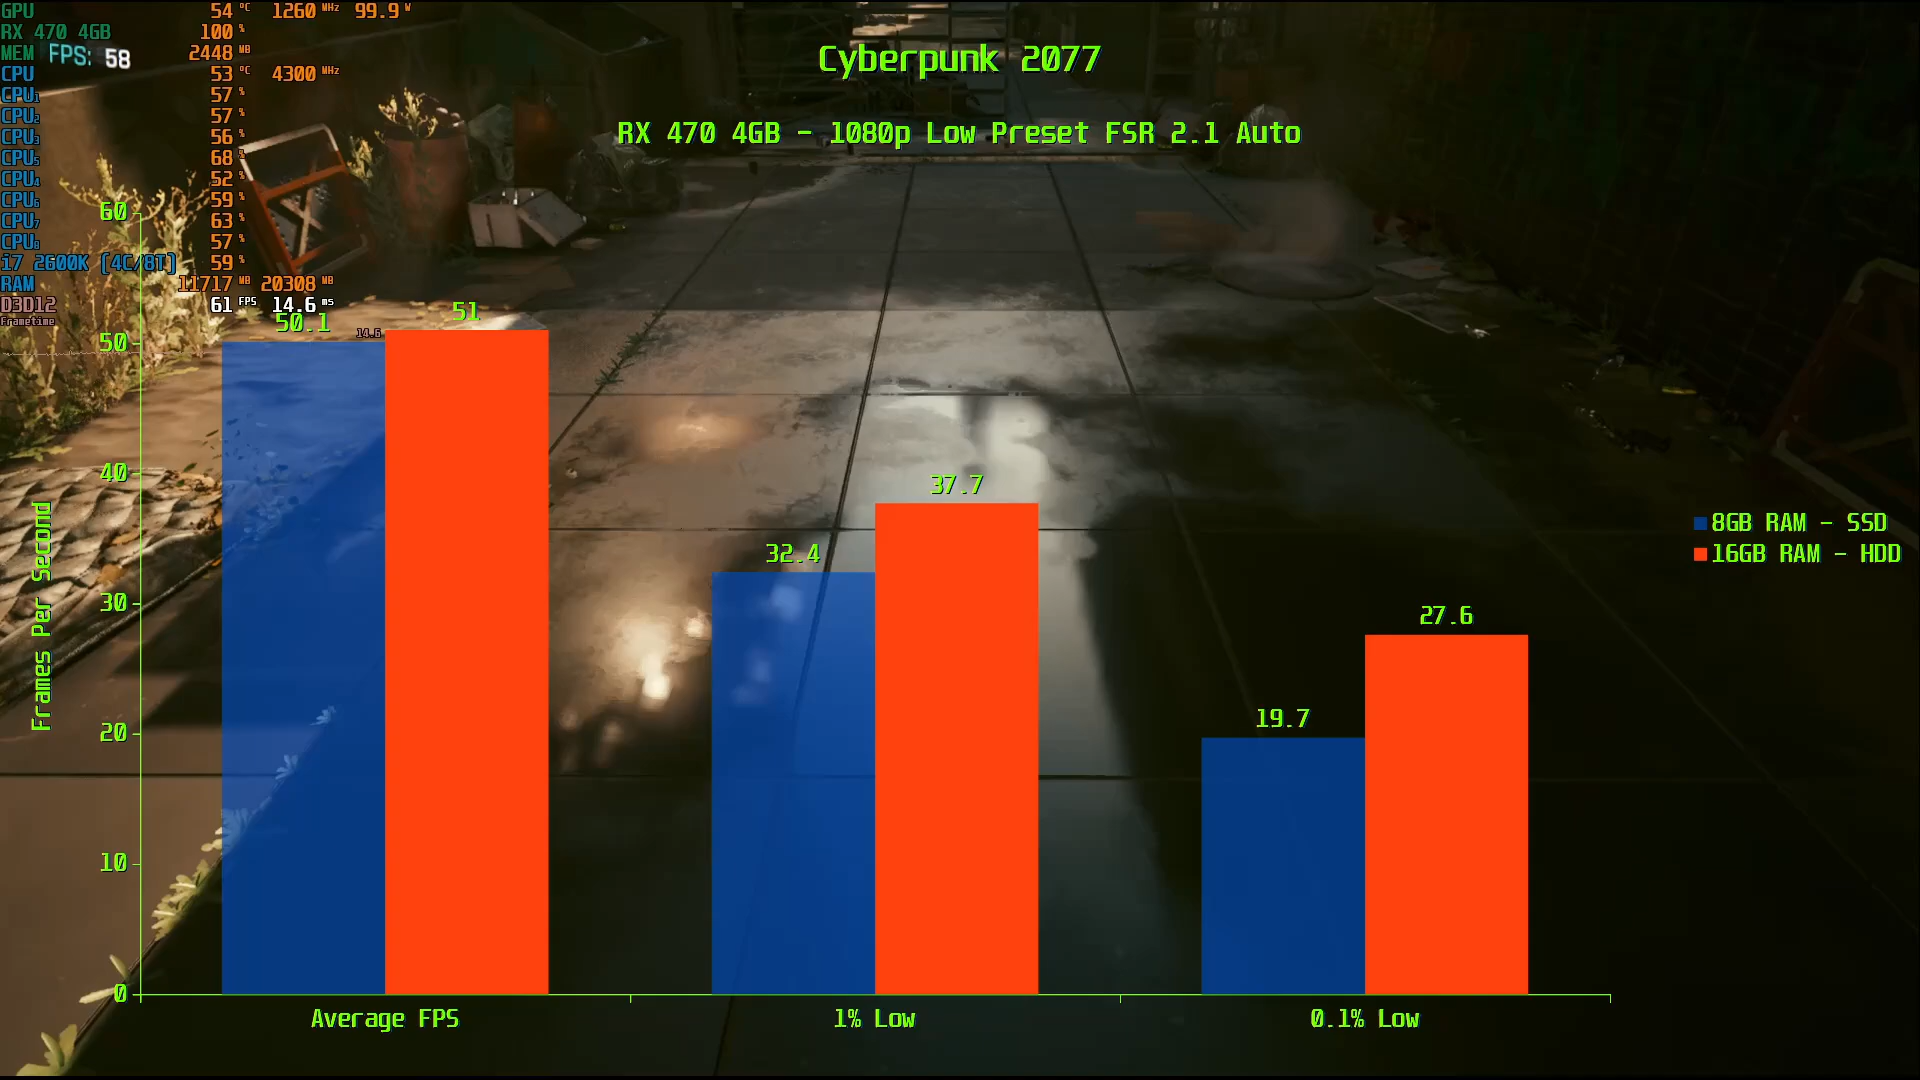 GPU 54 °C 1260 MHz 99.9 W
RX 470 4GB 100 %
MEM 2448 MB
FPS: 58
CPU 53 °C 4300 MHz
CPU1 57 %
CPU2 57 %
CPU3 56 %
CPU5 68 %
CPU4 52 %
CPU6 59 %
CPU7 63 %
CPU8 57 %
i7 2600K (4C/8T) 59 %
RAM 11717 MB 20308 MB
D3D12 61 FPS 14.6 ms
Frametime
14.6
Cyberpunk 2077
RX 470 4GB - 1080p Low Preset FSR 2.1 Auto
Frames Per Second
60
50
40
30
20
10
0
50.1
51
32.4
37.7
19.7
27.6
Average FPS
1% Low
0.1% Low
8GB RAM - SSD
16GB RAM - HDD